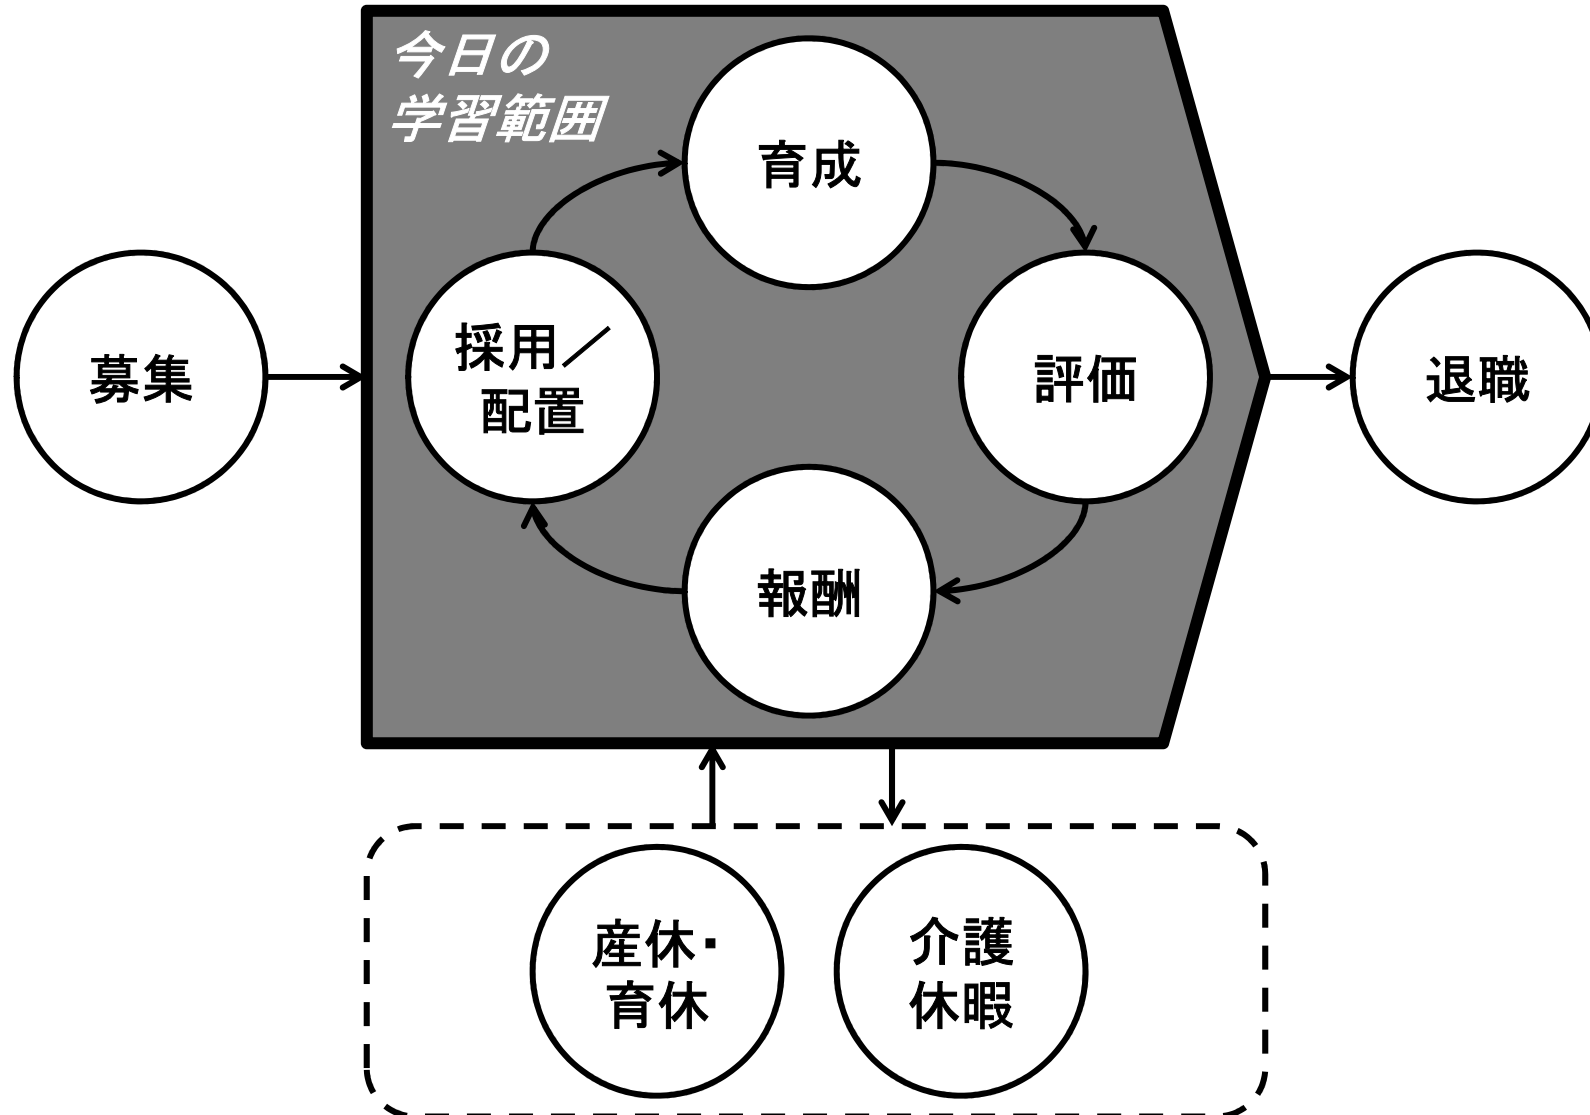 今日の
学習範囲
育成
募集
採用／
配置
評価
退職
報酬
産休・
育休
介護
休暇